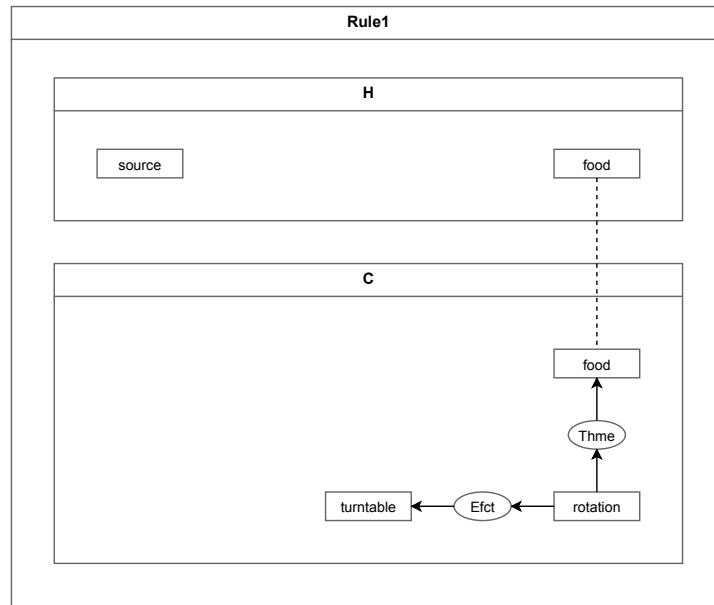 Rule1
H
source
food
C
food
Thme
turntable
Efct
rotation